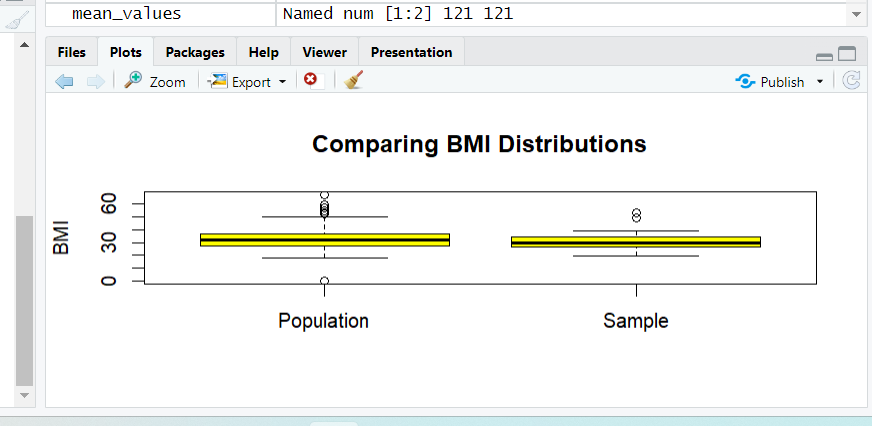 mean_values Named num [1:2] 121 121
Files Plots Packages Help Viewer Presentation
Zoom Export Publish
Comparing BMI Distributions
BMI
60
30
0
Population Sample